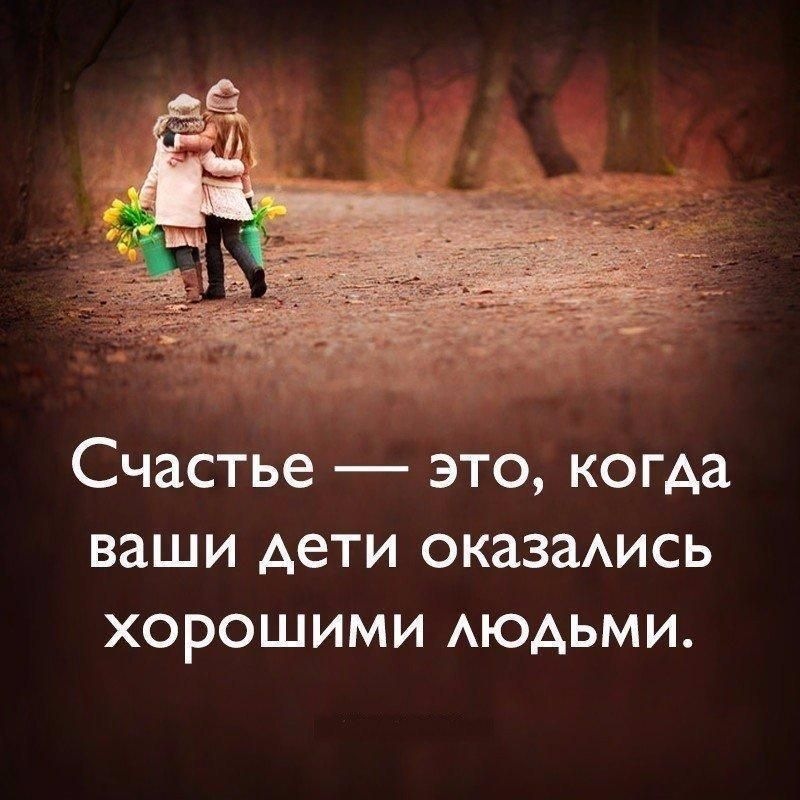 Счастье — это, когда
ваши дети оказались
хорошими людьми.